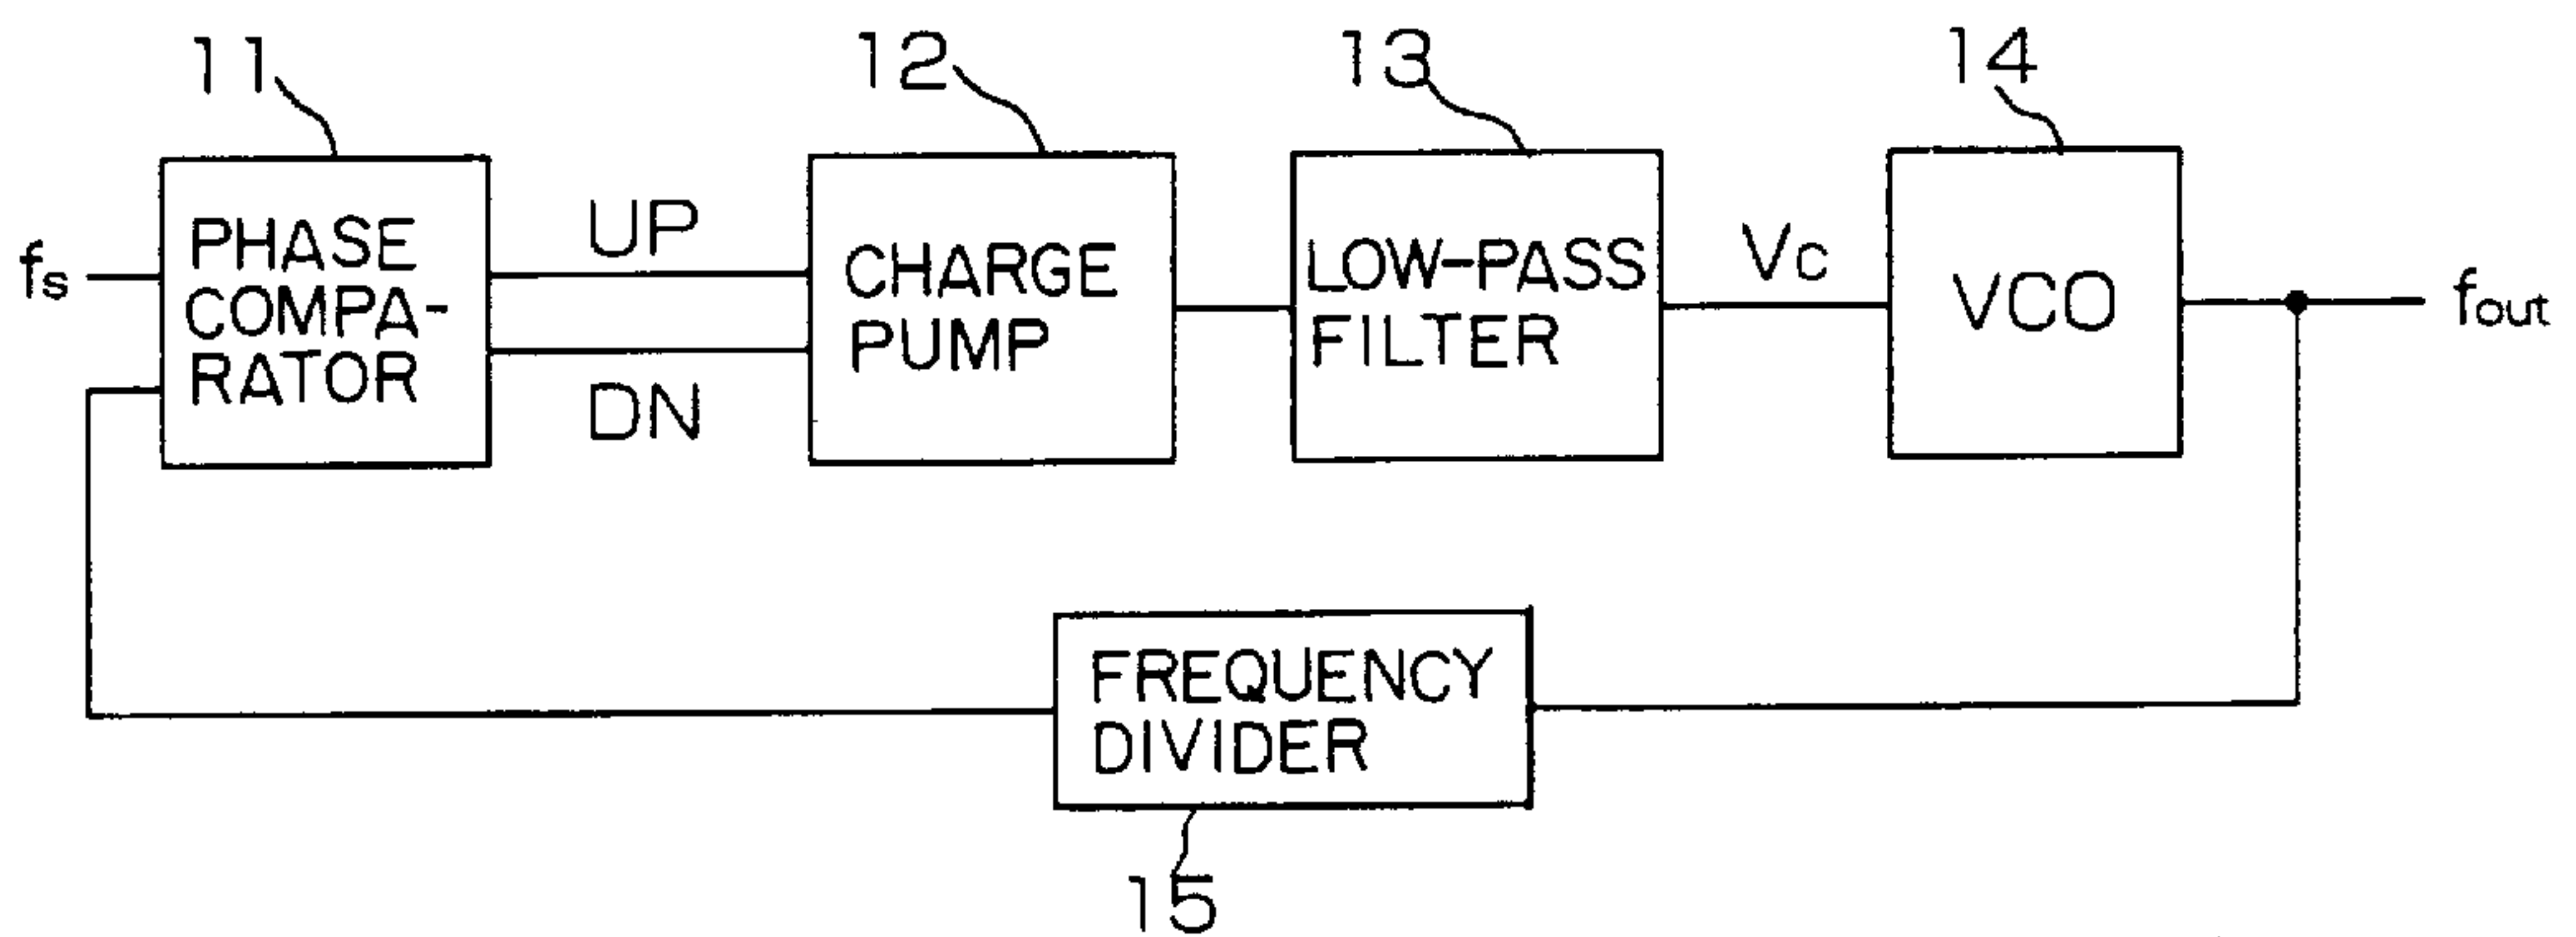 11
12
13
14
fs
PHASE
COMPA-
RATOR
UP
DN
CHARGE
PUMP
LOW-PASS
FILTER
Vc
VCO
fout
FREQUENCY
DIVIDER
15